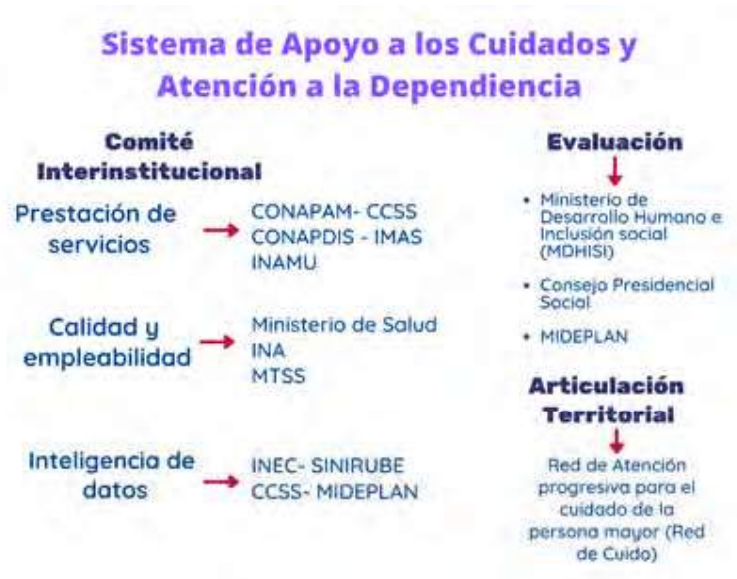 Sistema de Apoyo a los Cuidados y
Atención a la Dependiencia
Comité
Interinstitucional
Prestación de
servicios
CONAPAM- CCSS
CONAPDIS - IMAS
INAMU
Calidad y
empleabilidad
Ministerio de Salud
INA
MTSS
Inteligencia de
datos
INEC- SINIRUBE
CCSS- MIDEPLAN
Evaluación
• Ministerio de
Desarrollo Humano e
Inclusión social
(MDHISI)
• Consejo Presidencial
Social
• MIDEPLAN
Articulación
Territorial
Red de Atención
progresiva para el
cuidado de la
persona mayor (Red
de Cuido)